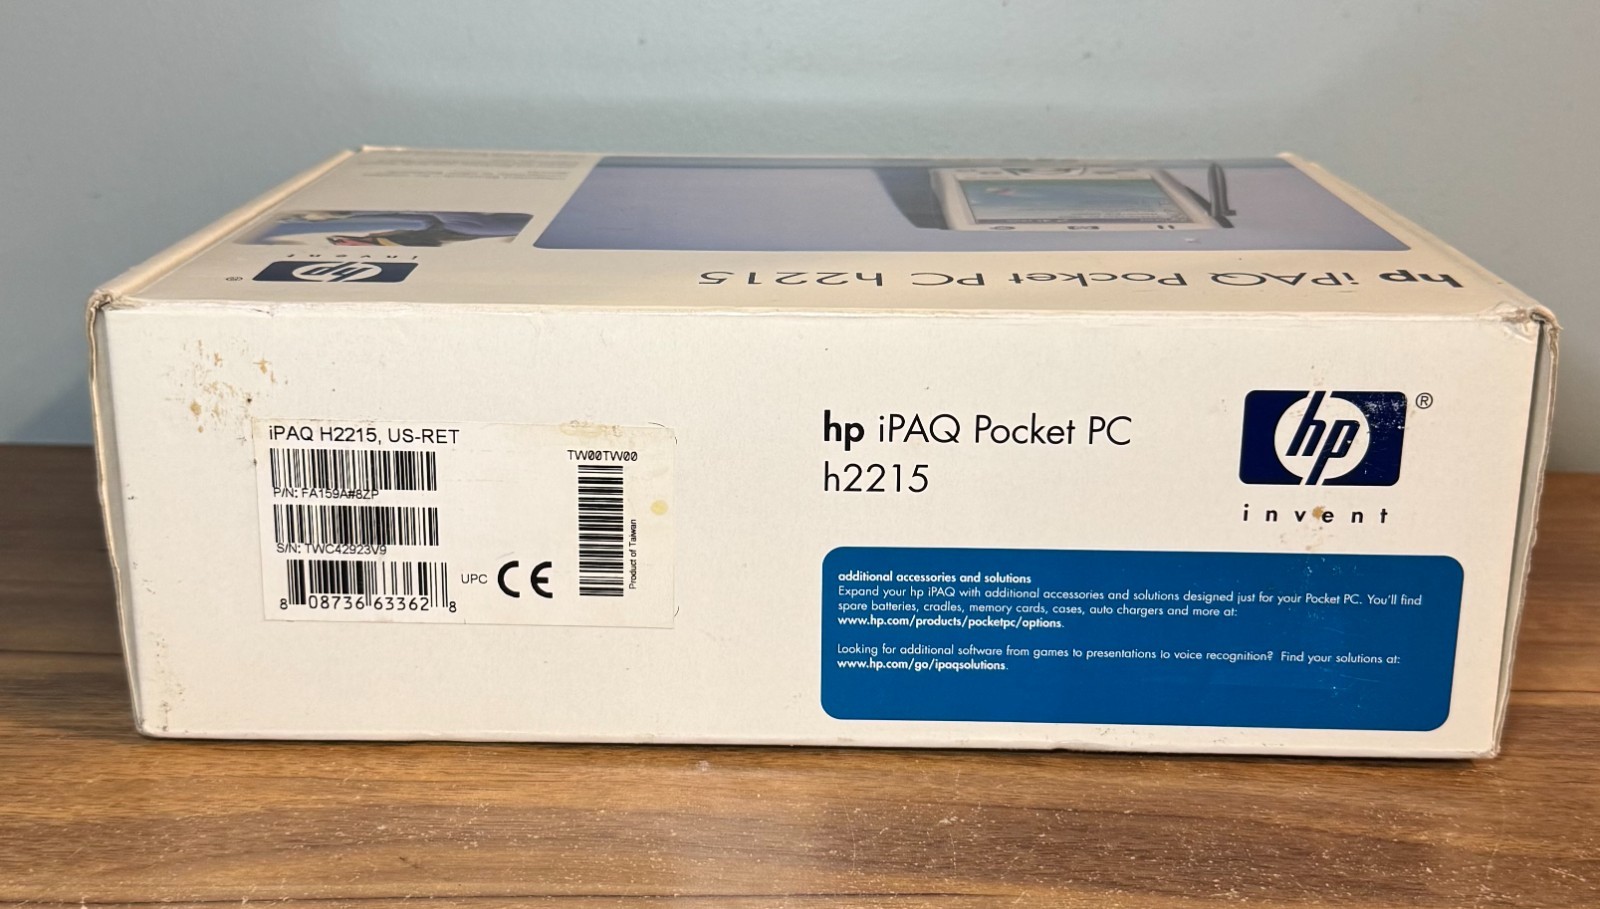 hp iPAQ Pocket PC h2215
hp
invent
®
iPAQ H2215, US-RET
P/N: FA159A#8ZP
S/N: TWC42923V9
8 08736 63362 8
UPC
CE
TW00TW00
Product of Taiwan
hp iPAQ Pocket PC
h2215
hp
®
invent
additional accessories and solutions
Expand your hp iPAQ with additional accessories and solutions designed just for your Pocket PC. You'll find
spare batteries, cradles, memory cards, cases, auto chargers and more at:
www.hp.com/products/pocketpc/options.
Looking for additional software from games to presentations to voice recognition? Find your solutions at:
www.hp.com/go/ipaqsolutions.